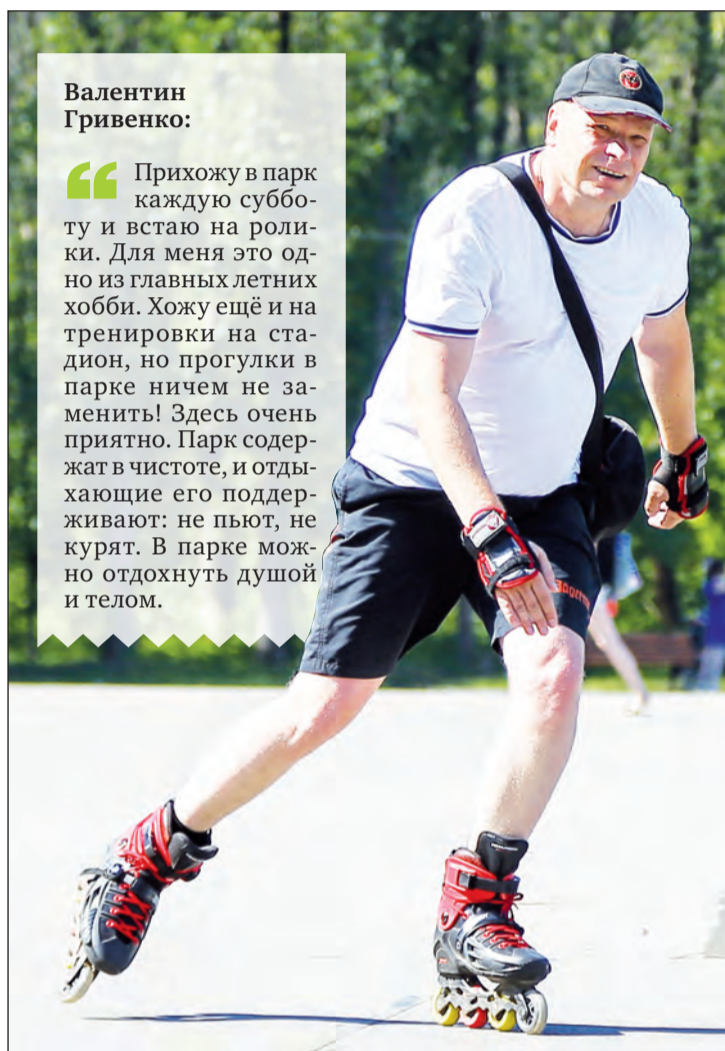 Валентин
Гривенко:
Прихожу в парк
каждую суббо-
ту и встаю на роли-
ки. Для меня это од-
но из главных летних
хобби. Хожу ещё и на
тренировки на ста-
дион, но прогулки в
парке ничем не за-
менить! Здесь очень
приятно. Парк содер-
жат в чистоте, и отды-
хающие его поддер-
живают: не пьют, не
курят. В парке мож-
но отдохнуть душой
и телом.